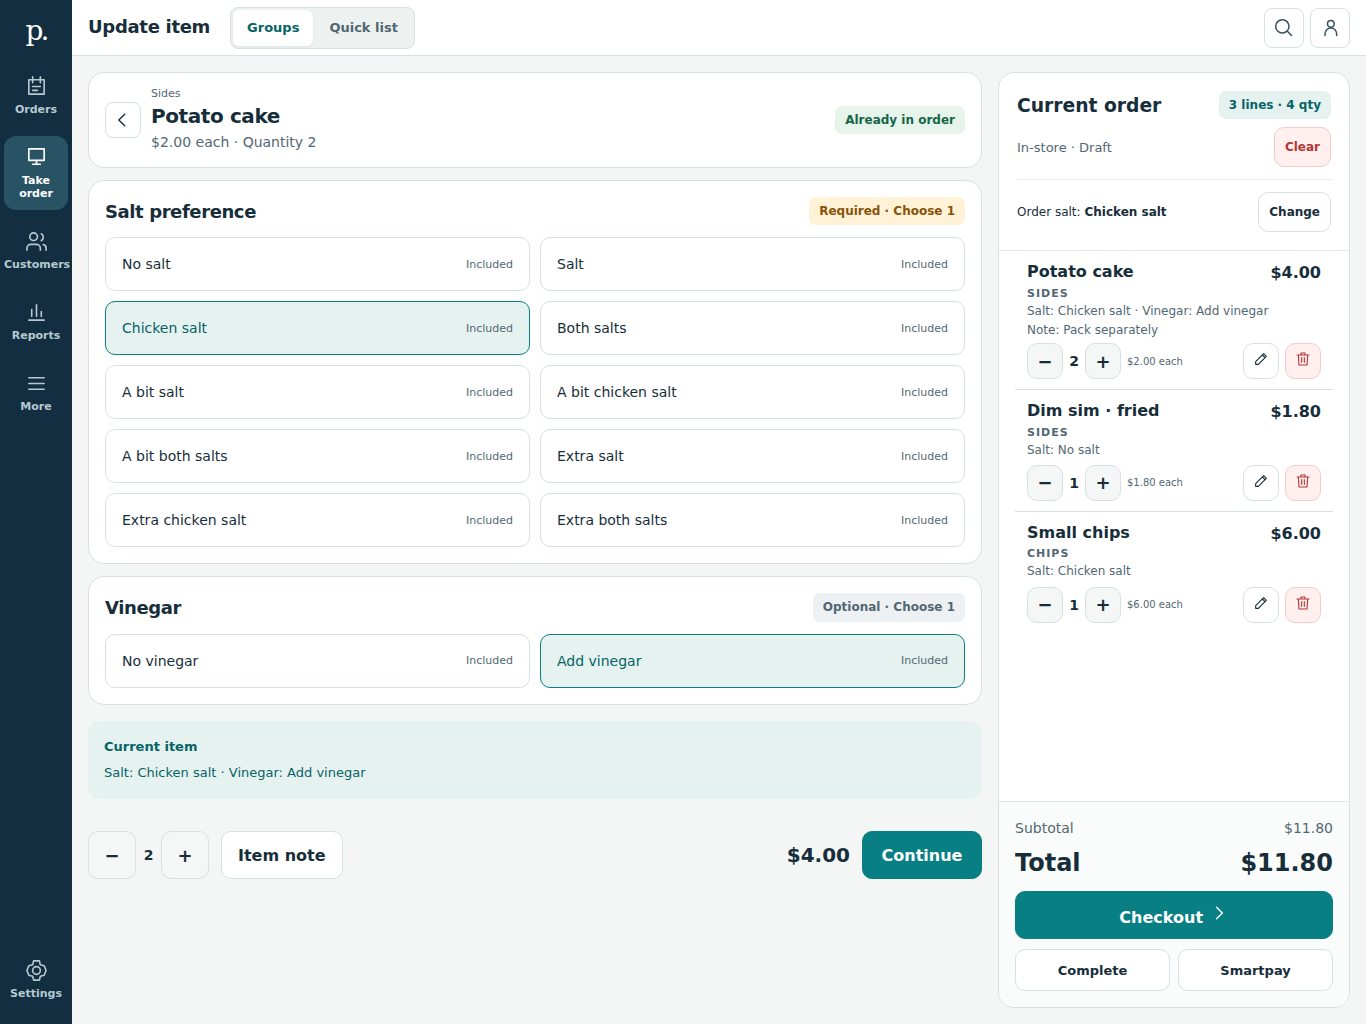 p.
Orders
Take
order
Customers
Reports
More
Settings
Update item
Groups
Quick list
Sides
Potato cake
$2.00 each · Quantity 2
Already in order
Salt preference
Required · Choose 1
No salt Included
Salt Included
Chicken salt Included
Both salts Included
A bit salt Included
A bit chicken salt Included
A bit both salts Included
Extra salt Included
Extra chicken salt Included
Extra both salts Included
Vinegar
Optional · Choose 1
No vinegar Included
Add vinegar Included
Current item
Salt: Chicken salt · Vinegar: Add vinegar
− 2 + Item note $4.00 Continue
Current order
3 lines · 4 qty
In-store · Draft
Clear
Order salt: Chicken salt
Change
Potato cake $4.00
SIDES
Salt: Chicken salt · Vinegar: Add vinegar
Note: Pack separately
− 2 + $2.00 each
Dim sim · fried $1.80
SIDES
Salt: No salt
− 1 + $1.80 each
Small chips $6.00
CHIPS
Salt: Chicken salt
− 1 + $6.00 each
Subtotal $11.80
Total $11.80
Checkout
Complete
Smartpay